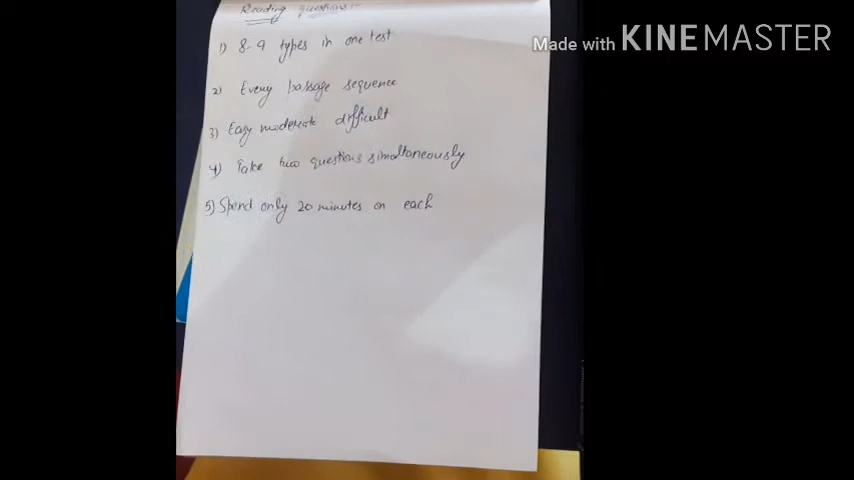 Reading questions:-
1) 8-9 types in one test
2) Every passage sequence
3) Easy moderate difficult
4) Take two questions simultaneously
5) Spend only 20 minutes on each
Made with KINEMASTER